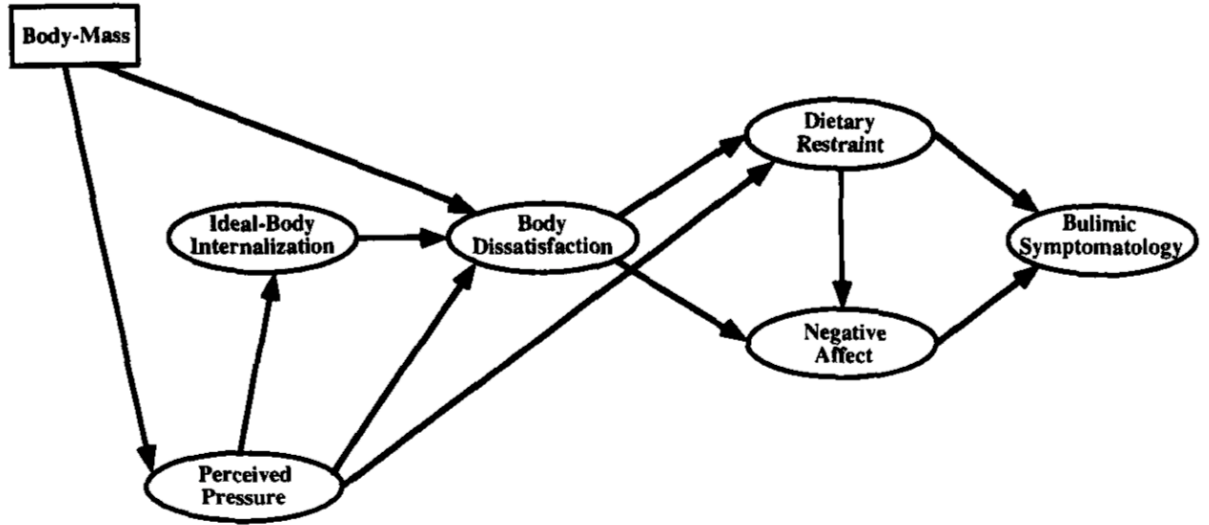 Body-Mass
Dietary
Restraint
Ideal-Body
Internalization
Body
Dissatisfaction
Bulimic
Symptomatology
Negative
Affect
Perceived
Pressure